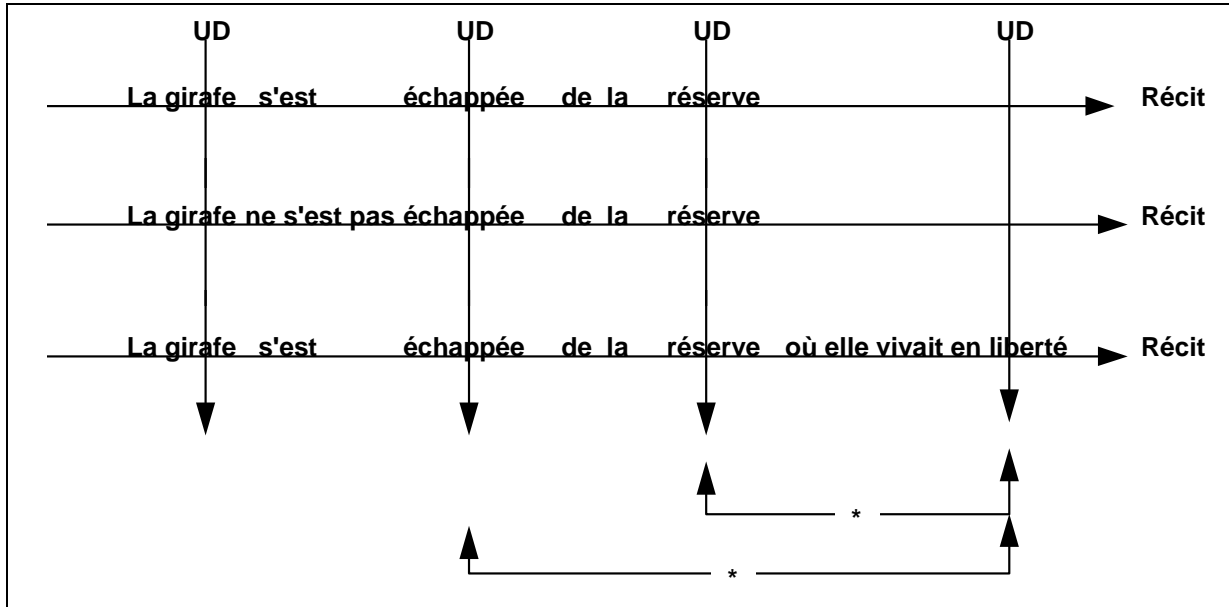 UD UD UD UD
La girafe s'est échappée de la réserve Récit
La girafe ne s'est pas échappée de la réserve Récit
La girafe s'est échappée de la réserve où elle vivait en liberté Récit
*
*